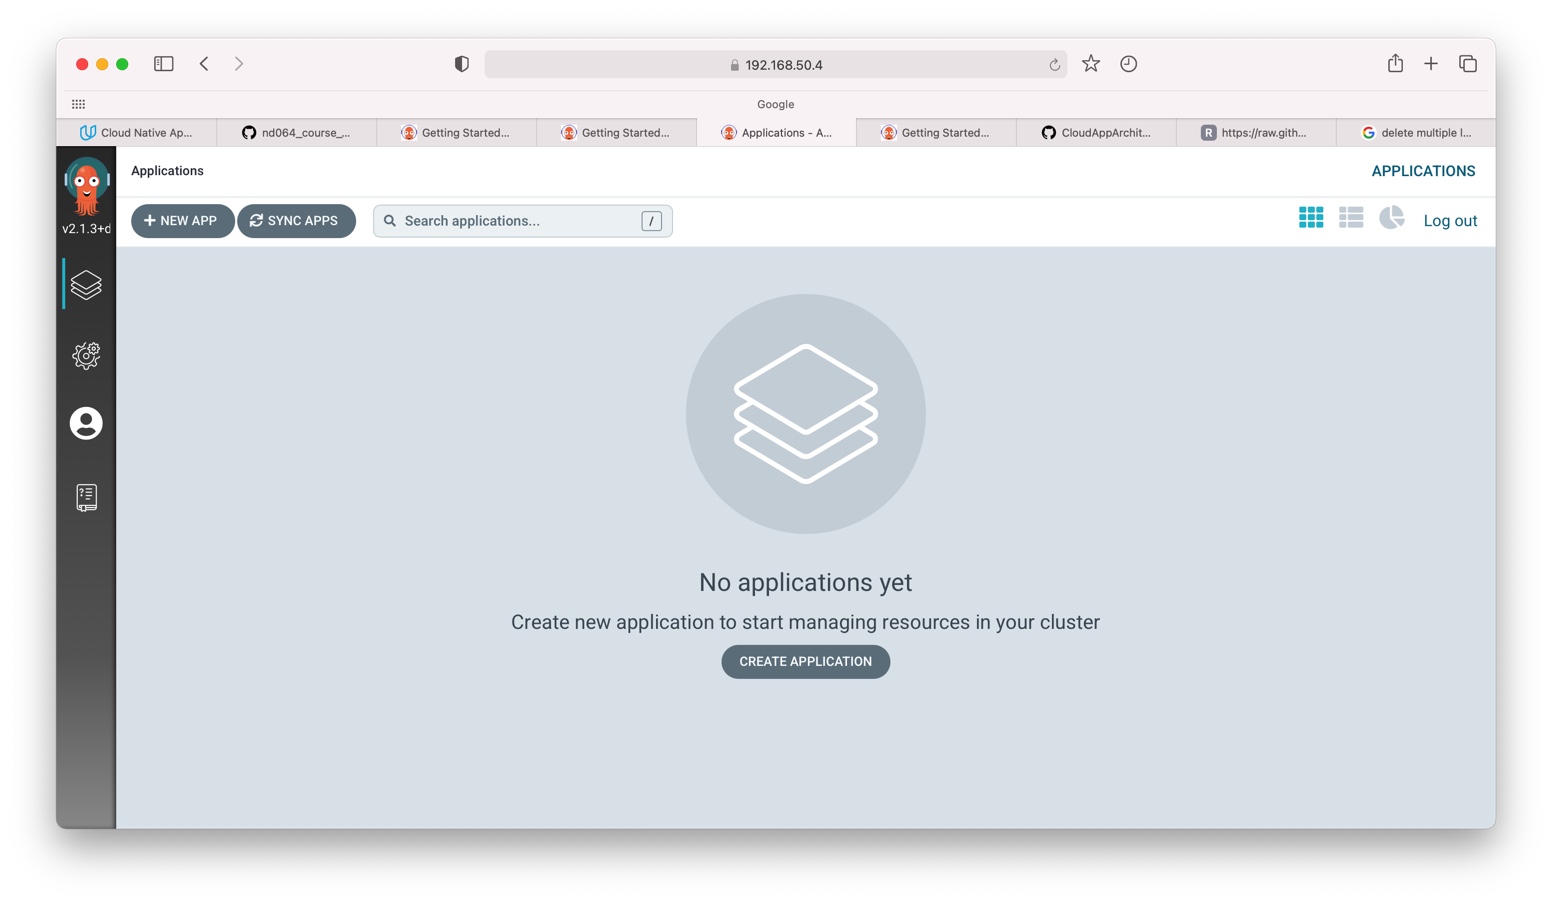 192.168.50.4
Google
Cloud Native Ap...
nd064_course_...
Getting Started...
Getting Started...
Applications - A...
Getting Started...
CloudAppArchit...
R https://raw.gith...
delete multiple l...
Applications
APPLICATIONS
NEW APP
SYNC APPS
Search applications...
/
Log out
v2.1.3+d
No applications yet
Create new application to start managing resources in your cluster
CREATE APPLICATION